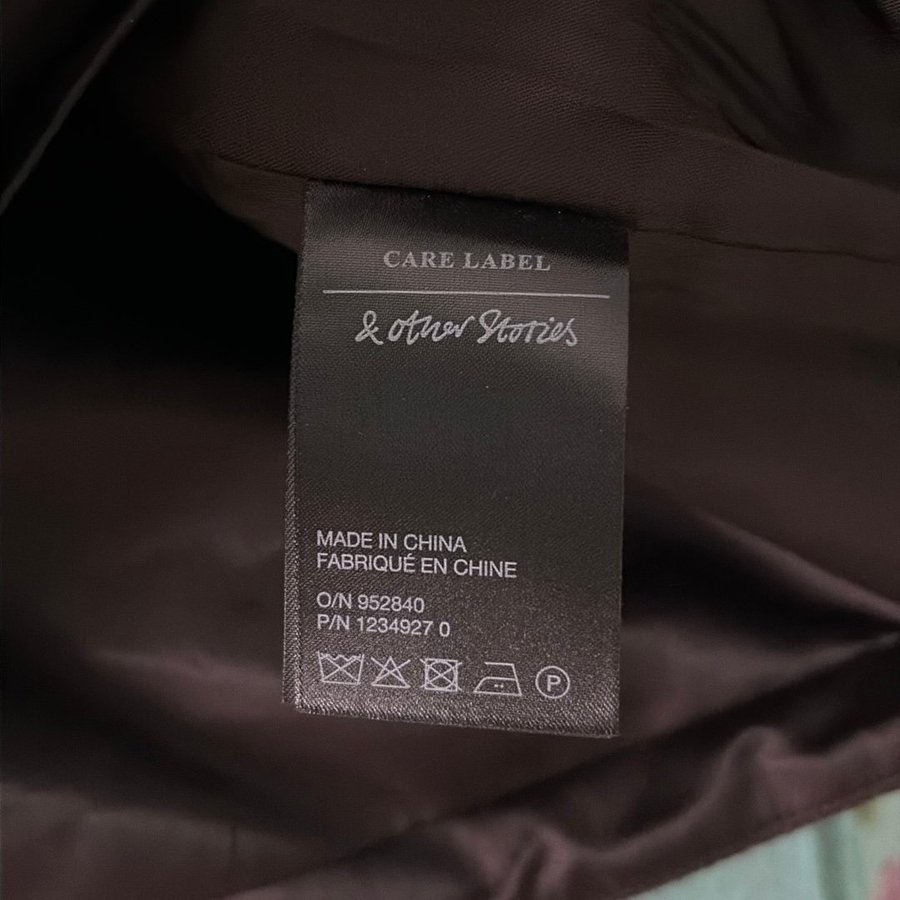 CARE LABEL
& other Stories
MADE IN CHINA
FABRIQUÉ EN CHINE
O/N 952840
P/N 1234927 0
P